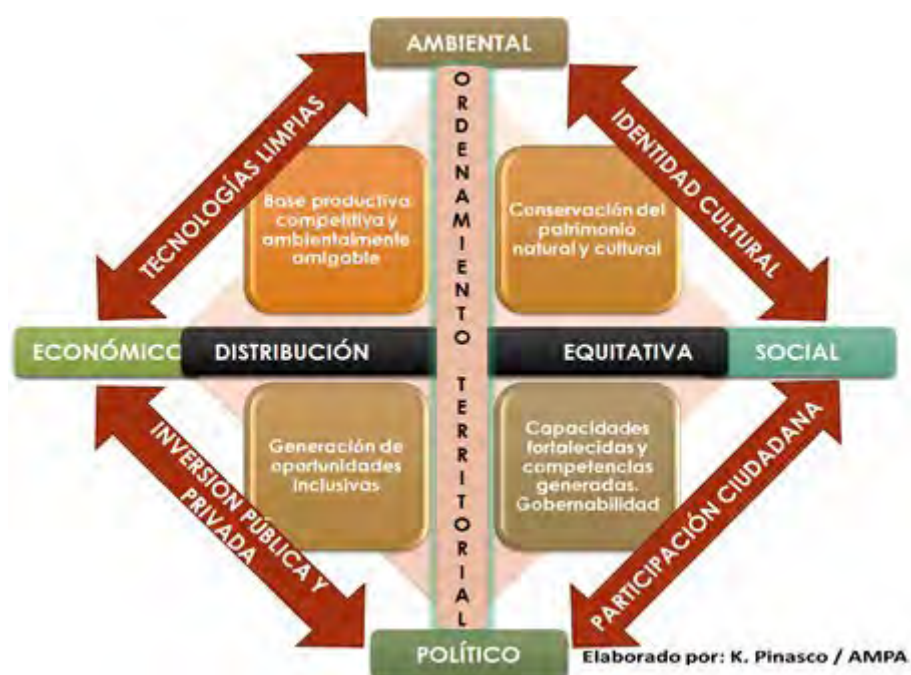 AMBIENTAL
TECNOLOGÍAS LIMPIAS
IDENTIDAD CULTURAL
ORDENAMIENTO TERRITORIAL
Base productiva
competitiva y
ambientalmente
amigable
Conservación del
patrimonio
natural y cultural
ECONÓMICO
DISTRIBUCIÓN
EQUITATIVA
SOCIAL
Generación de
oportunidades
inclusivas
Capacidades
fortalecidas y
competencias
generadas.
Gobernabilidad
INVERSIÓN PÚBLICA Y
PRIVADA
PARTICIPACIÓN CIUDADANA
POLÍTICO
Elaborado por: K. Pinasco / AMPA